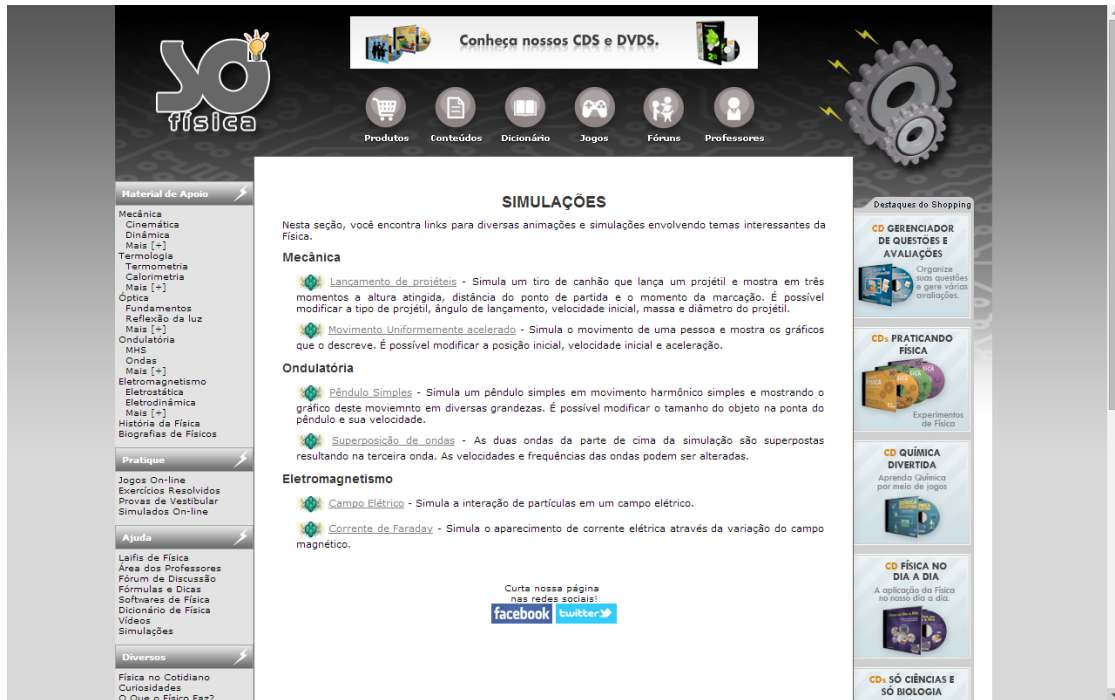 SÓ
física
Conheça nossos CDS e DVDS.
Produtos
Conteúdos
Dicionário
Jogos
Fóruns
Professores
Material de Apoio
Mecânica
Cinemática
Dinâmica
Mais [+]
Termologia
Termometria
Calorimetria
Mais [+]
Óptica
Fundamentos
Reflexão da luz
Mais [+]
Ondulatória
MHS
Ondas
Mais [+]
Eletromagnetismo
Eletrostática
Eletrodinâmica
Mais [+]
História da Física
Biografias de Físicos
Pratique
Jogos On-line
Exercícios Resolvidos
Provas de Vestibular
Simulados On-line
Ajuda
Laifis de Física
Área dos Professores
Fórum de Discussão
Fórmulas e Dicas
Softwares de Física
Dicionário de Física
Vídeos
Simulações
Diversos
Física no Cotidiano
Curiosidades
O Que o Físico Faz?
SIMULAÇÕES
Nesta seção, você encontra links para diversas animações e simulações envolvendo temas interessantes da
Física.
Mecânica
Lançamento de projéteis - Simula um tiro de canhão que lança um projétil e mostra em três
momentos a altura atingida, distância do ponto de partida e o momento da marcação. É possível
modificar a tipo de projétil, ângulo de lançamento, velocidade inicial, massa e diâmetro do projétil.
Movimento Uniformemente acelerado - Simula o movimento de uma pessoa e mostra os gráficos
que o descreve. É possível modificar a posição inicial, velocidade inicial e aceleração.
Ondulatória
Pêndulo Simples - Simula um pêndulo simples em movimento harmônico simples e mostrando o
gráfico deste moviemnto em diversas grandezas. É possível modificar o tamanho do objeto na ponta do
pêndulo e sua velocidade.
Superposição de ondas - As duas ondas da parte de cima da simulação são superpostas
resultando na terceira onda. As velocidades e frequências das ondas podem ser alteradas.
Eletromagnetismo
Campo Elétrico - Simula a interação de partículas em um campo elétrico.
Corrente de Faraday - Simula o aparecimento de corrente elétrica através da variação do campo
magnético.
Curta nossa página
nas redes sociais!
facebook
twitter
Destaques do Shopping
CD GERENCIADOR
DE QUESTÕES E
AVALIAÇÕES
Organize
suas questões
e gere várias
avaliações.
CDs PRATICANDO
FÍSICA
Experimentos
de Física
CD QUÍMICA
DIVERTIDA
Aprenda Química
por meio de jogos
CD FÍSICA NO
DIA A DIA
A aplicação da Física
no nosso dia a dia.
CDs SÓ CIÊNCIAS E
SÓ BIOLOGIA